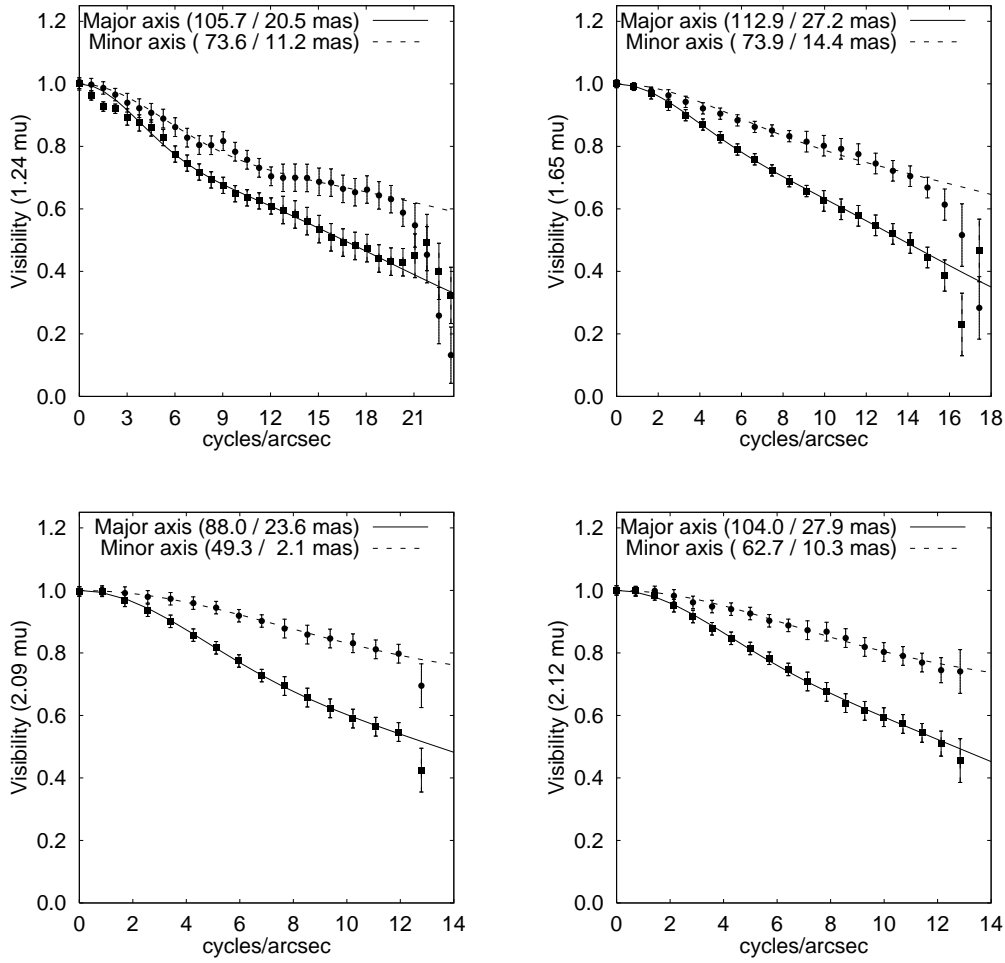 Major axis (105.7 / 20.5 mas)
Minor axis ( 73.6 / 11.2 mas)
Visibility (1.24 mu)
1.2
1.0
0.8
0.6
0.4
0.2
0.0
0 3 6 9 12 15 18 21
cycles/arcsec
Major axis (112.9 / 27.2 mas)
Minor axis ( 73.9 / 14.4 mas)
Visibility (1.65 mu)
1.2
1.0
0.8
0.6
0.4
0.2
0.0
0 2 4 6 8 10 12 14 16 18
cycles/arcsec
Major axis (88.0 / 23.6 mas)
Minor axis (49.3 / 2.1 mas)
Visibility (2.09 mu)
1.2
1.0
0.8
0.6
0.4
0.2
0.0
0 2 4 6 8 10 12 14
cycles/arcsec
Major axis (104.0 / 27.9 mas)
Minor axis ( 62.7 / 10.3 mas)
Visibility (2.12 mu)
1.2
1.0
0.8
0.6
0.4
0.2
0.0
0 2 4 6 8 10 12 14
cycles/arcsec